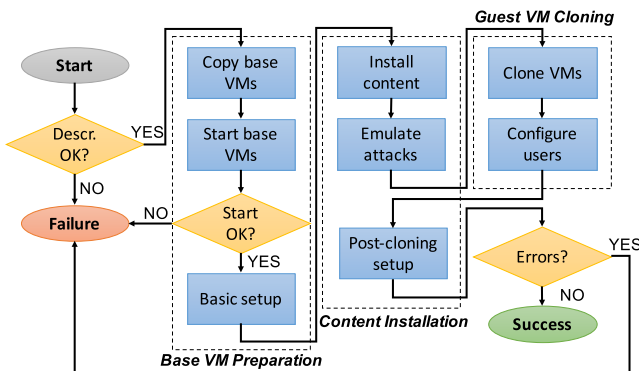 Guest VM Cloning
Start
Descr.
OK?
YES
NO
Failure
Copy base
VMs
Start base
VMs
Start
OK?
NO
YES
Basic setup
Base VM Preparation
Install
content
Emulate
attacks
Clone VMs
Configure
users
Post-cloning
setup
Content Installation
Errors?
YES
NO
Success